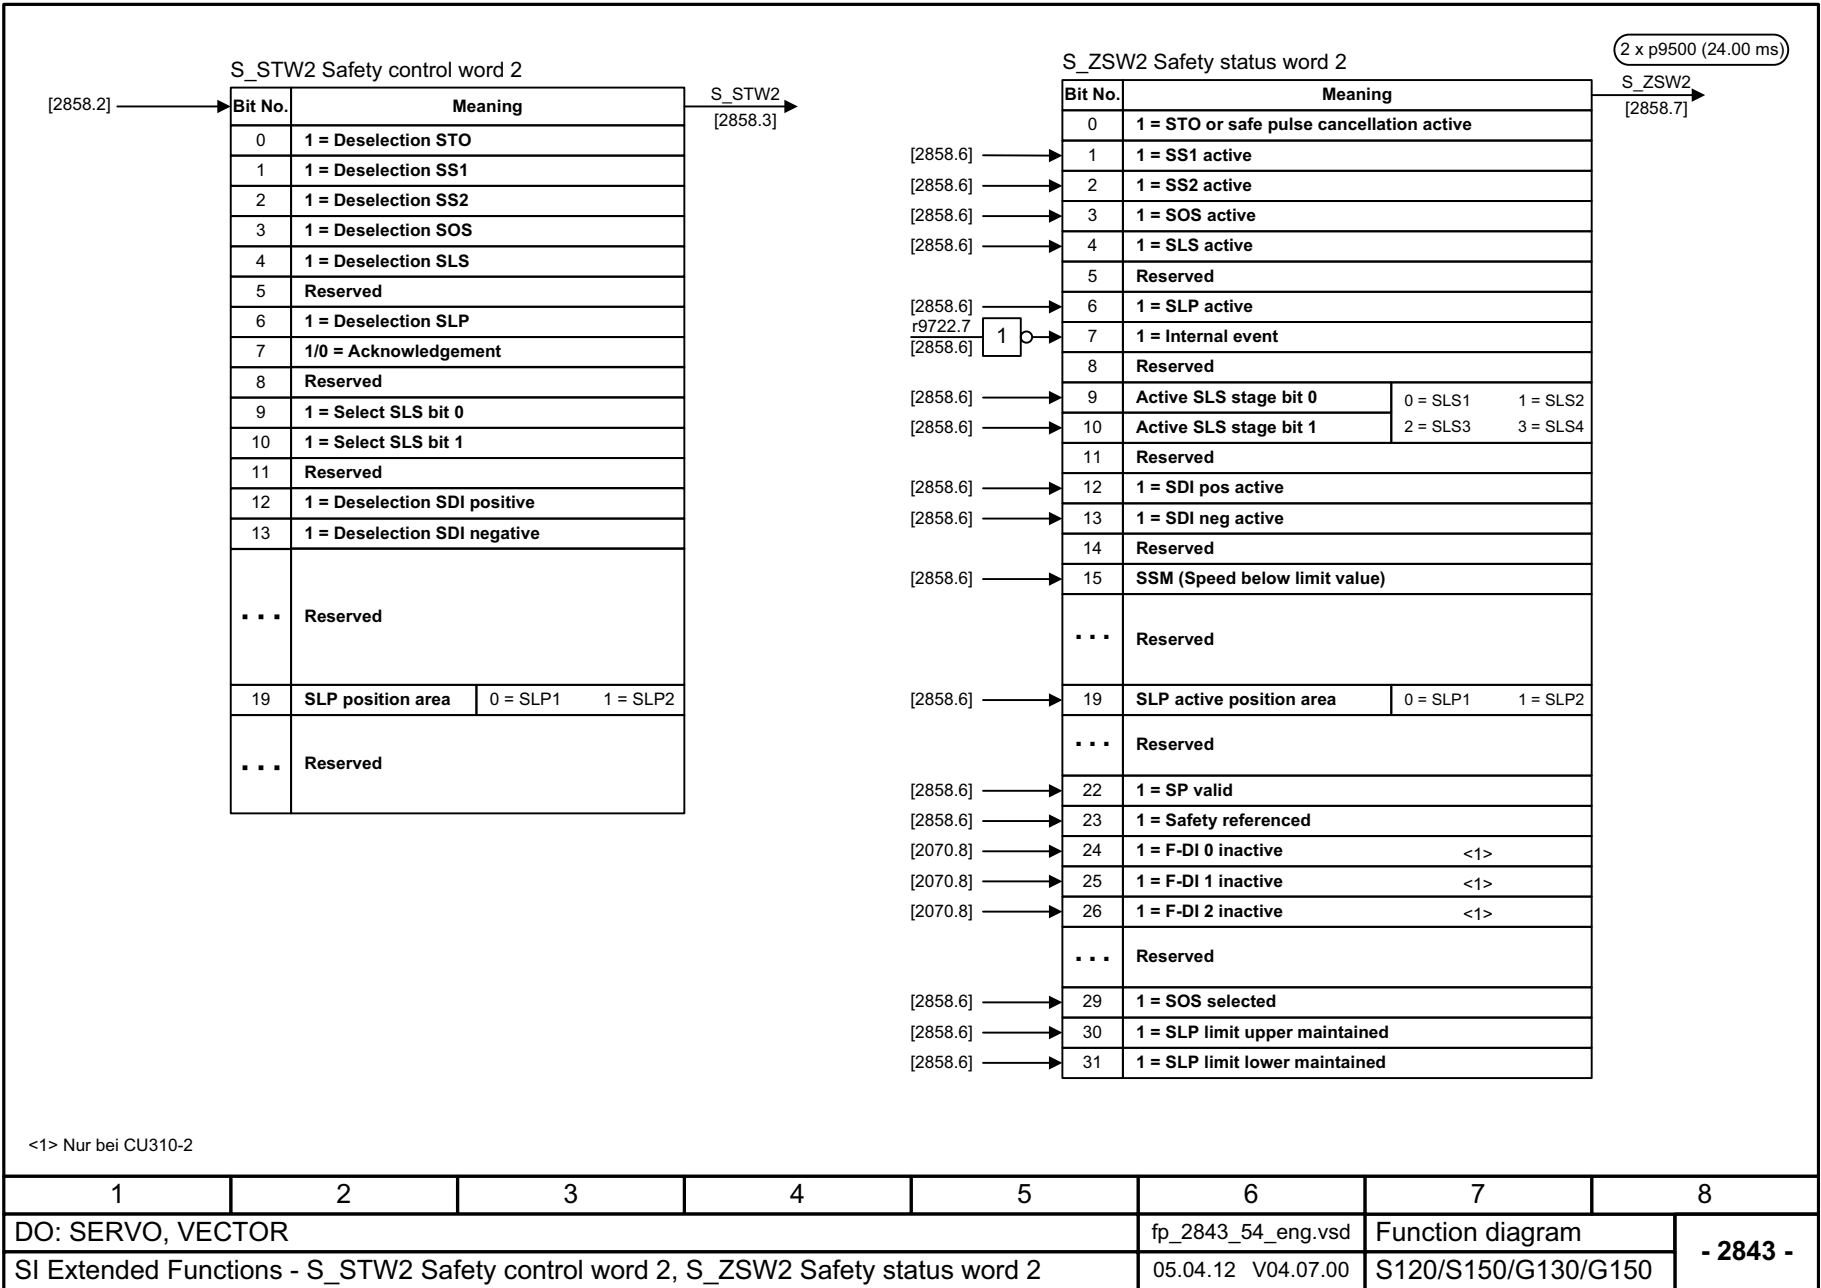 2 x p9500 (24.00 ms)
S_STW2 Safety control word 2
[2858.2]
Bit No. Meaning
S_STW2
[2858.3]
0 1 = Deselection STO
1 1 = Deselection SS1
2 1 = Deselection SS2
3 1 = Deselection SOS
4 1 = Deselection SLS
5 Reserved
6 1 = Deselection SLP
7 1/0 = Acknowledgement
8 Reserved
9 1 = Select SLS bit 0
10 1 = Select SLS bit 1
11 Reserved
12 1 = Deselection SDI positive
13 1 = Deselection SDI negative
... Reserved
19 SLP position area 0 = SLP1 1 = SLP2
... Reserved
S_ZSW2 Safety status word 2
Bit No. Meaning
S_ZSW2
[2858.7]
0 1 = STO or safe pulse cancellation active
[2858.6] 1 1 = SS1 active
[2858.6] 2 1 = SS2 active
[2858.6] 3 1 = SOS active
[2858.6] 4 1 = SLS active
5 Reserved
[2858.6] 6 1 = SLP active
r9722.7
[2858.6] 1 7 1 = Internal event
8 Reserved
[2858.6] 9 Active SLS stage bit 0 0 = SLS1 1 = SLS2
[2858.6] 10 Active SLS stage bit 1 2 = SLS3 3 = SLS4
11 Reserved
[2858.6] 12 1 = SDI pos active
[2858.6] 13 1 = SDI neg active
14 Reserved
[2858.6] 15 SSM (Speed below limit value)
... Reserved
[2858.6] 19 SLP active position area 0 = SLP1 1 = SLP2
... Reserved
[2858.6] 22 1 = SP valid
[2858.6] 23 1 = Safety referenced
[2070.8] 24 1 = F-DI 0 inactive <1>
[2070.8] 25 1 = F-DI 1 inactive <1>
[2070.8] 26 1 = F-DI 2 inactive <1>
... Reserved
[2858.6] 29 1 = SOS selected
[2858.6] 30 1 = SLP limit upper maintained
[2858.6] 31 1 = SLP limit lower maintained
<1> Nur bei CU310-2
1 2 3 4 5 6 7 8
DO: SERVO, VECTOR fp_2843_54_eng.vsd Function diagram
- 2843 -
SI Extended Functions - S_STW2 Safety control word 2, S_ZSW2 Safety status word 2 05.04.12 V04.07.00 S120/S150/G130/G150